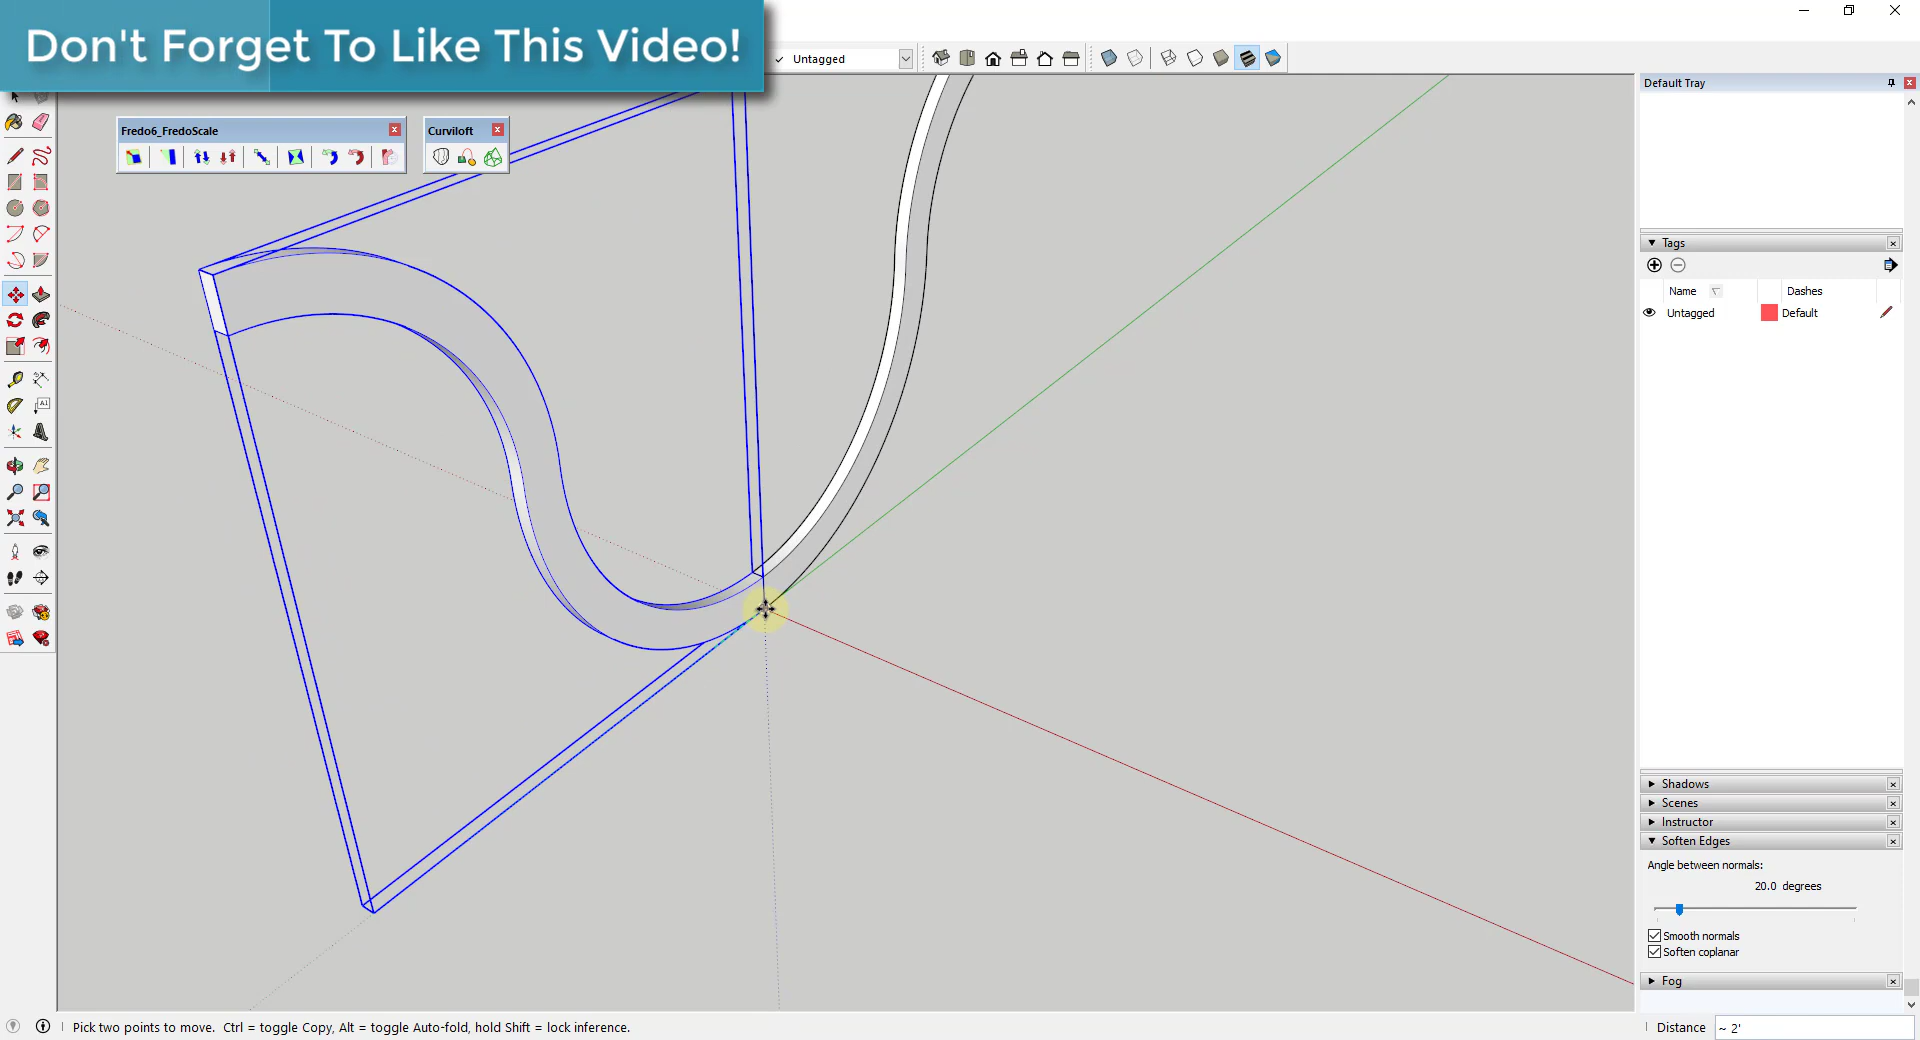 Don't Forget To Like This Video!
Untagged
Default Tray
Fredo6_FredoScale
Curviloft
Tags
Name
Dashes
Untagged
Default
A1
Shadows
Scenes
Instructor
Soften Edges
Angle between normals:
20.0 degrees
Smooth normals
Soften coplanar
Fog
Pick two points to move. Ctrl = toggle Copy, Alt = toggle Auto-fold, hold Shift = lock inference.
Distance
~ 2'